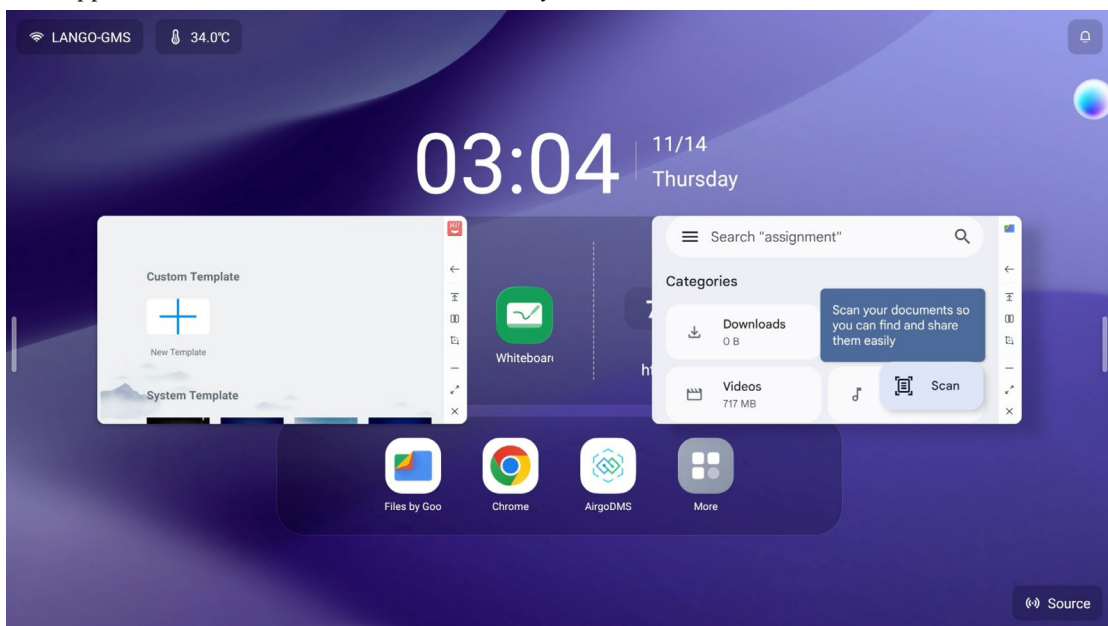 LANGO-GMS
34.0℃
03:04
11/14
Thursday
Custom Template
New Template
System Template
Hi!
Whiteboar
Search "assignment"
Categories
Downloads
0 B
Scan your documents so
you can find and share
them easily
Videos
717 MB
Scan
Files by Goo
Chrome
AirgoDMS
More
Source